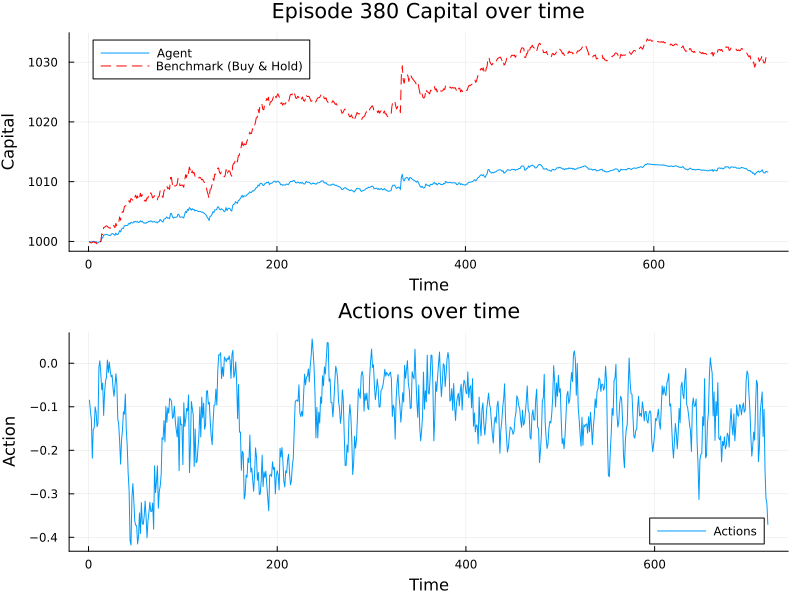 Episode 380 Capital over time
Capital
1030
1020
1010
1000
Agent
Benchmark (Buy & Hold)
0
200
400
600
Time
Actions over time
Action
0.0
−0.1
−0.2
−0.3
−0.4
Actions
0
200
400
600
Time